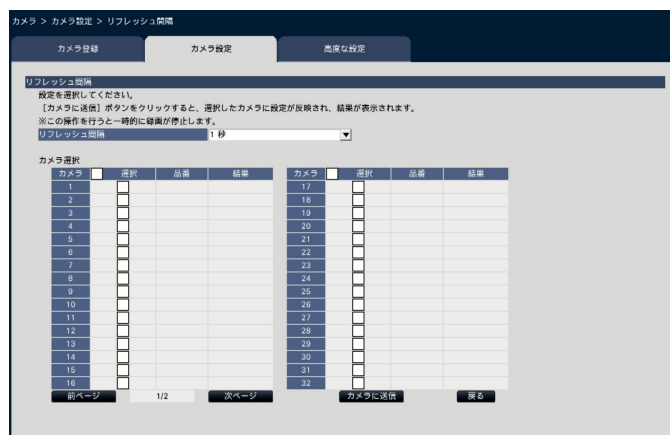 カメラ > カメラ設定 > リフレッシュ間隔
カメラ登録 カメラ設定 高度な設定
リフレッシュ間隔
設定を選択してください。
［カメラに送信］ボタンをクリックすると、選択したカメラに設定が反映され、結果が表示されます。
※この操作を行うと一時的に録画が停止します。
リフレッシュ間隔 1 秒
カメラ選択
カメラ 選択 品番 結果 カメラ 選択 品番 結果
1 17
2 18
3 19
4 20
5 21
6 22
7 23
8 24
9 25
10 26
11 27
12 28
13 29
14 30
15 31
16 32
前ページ 1/2 次ページ カメラに送信 戻る